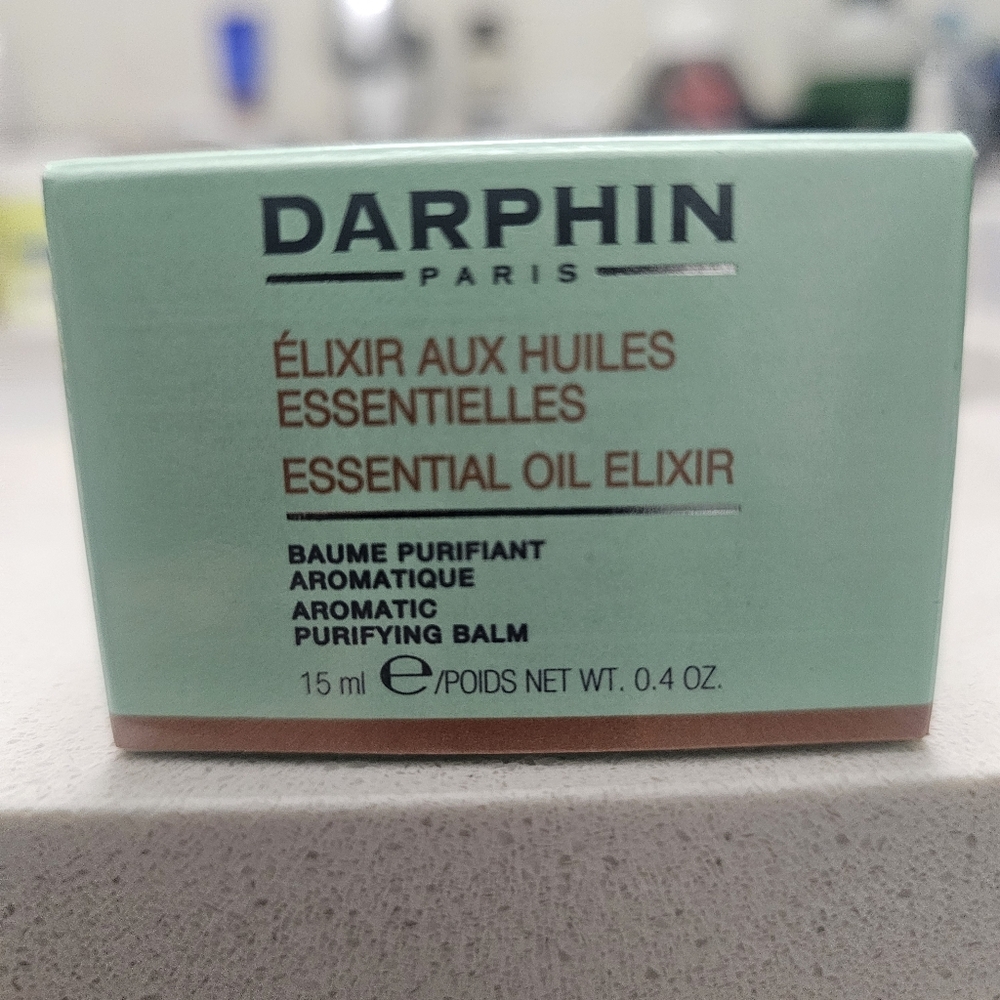 DARPHIN
PARIS
ÉLIXIR AUX HUILES
ESSENTIELLES
ESSENTIAL OIL ELIXIR
BAUME PURIFIANT
AROMATIQUE
AROMATIC
PURIFYING BALM
15 ml ℮/POIDS NET WT. 0.4 OZ.